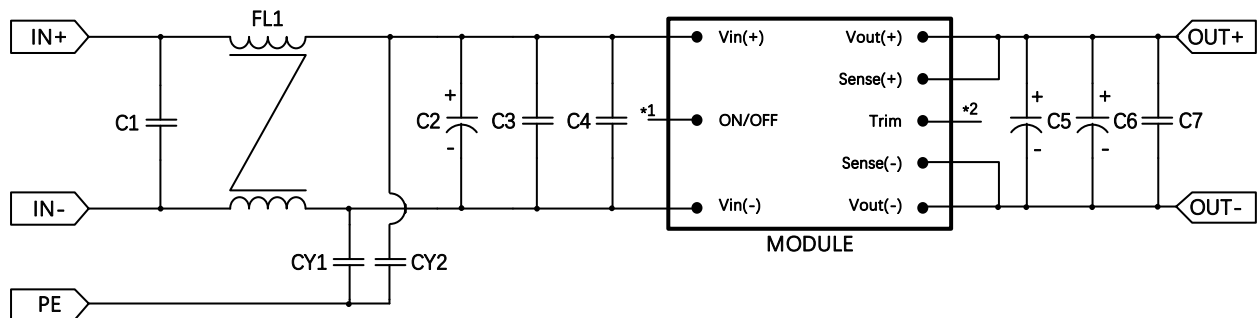 FL1
IN+
Vin(+)
Vout(+)
OUT+
Sense(+)
C1
C2
+
-
C3
C4
*1
ON/OFF
Trim
*2
+
-
C5
+
-
C6
C7
Sense(-)
IN-
Vin(-)
Vout(-)
OUT-
MODULE
CY1
CY2
PE